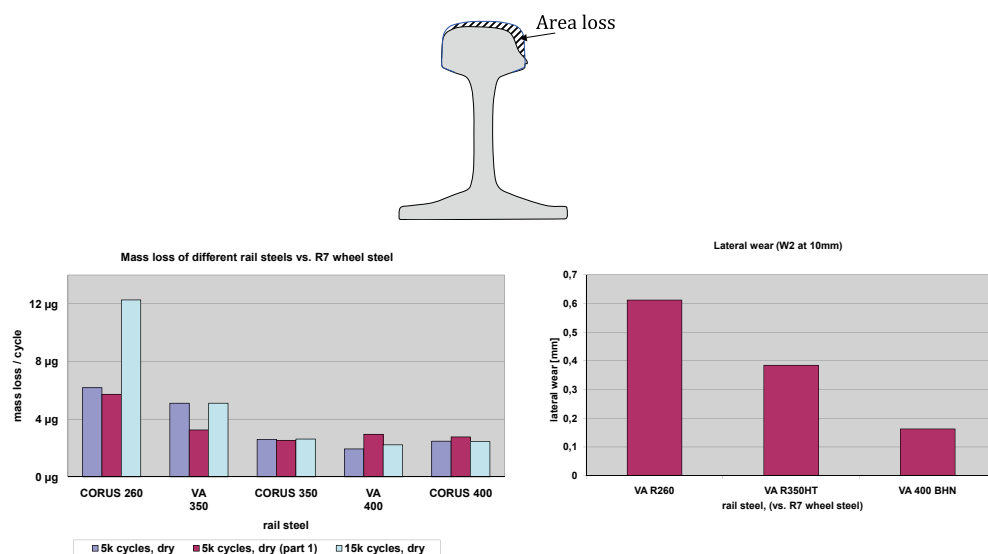 Area loss
Mass loss of different rail steels vs. R7 wheel steel
mass loss / cycle
12 µg
8 µg
4 µg
0 µg
CORUS 260
VA
350
CORUS 350
VA
400
CORUS 400
rail steel
5k cycles, dry
5k cycles, dry (part 1)
15k cycles, dry
Lateral wear (W2 at 10mm)
lateral wear [mm]
0,7
0,6
0,5
0,4
0,3
0,2
0,1
0
VA R260
VA R350HT
VA 400 BHN
rail steel, (vs. R7 wheel steel)